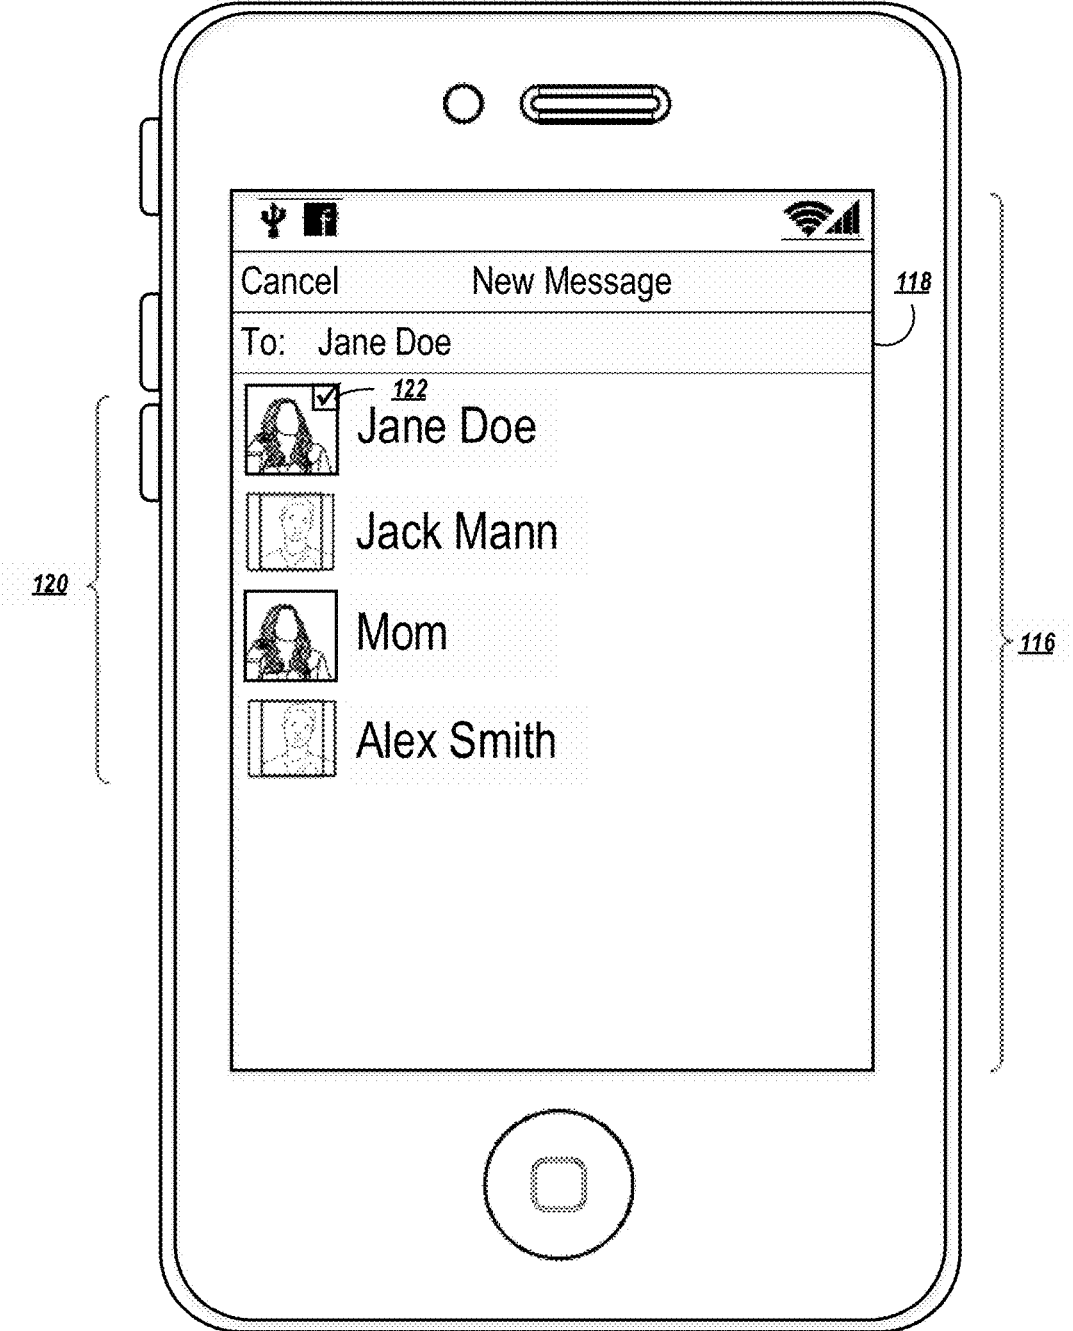 f
Cancel New Message
118
To: Jane Doe
122
Jane Doe
Jack Mann
120
Mom
116
Alex Smith